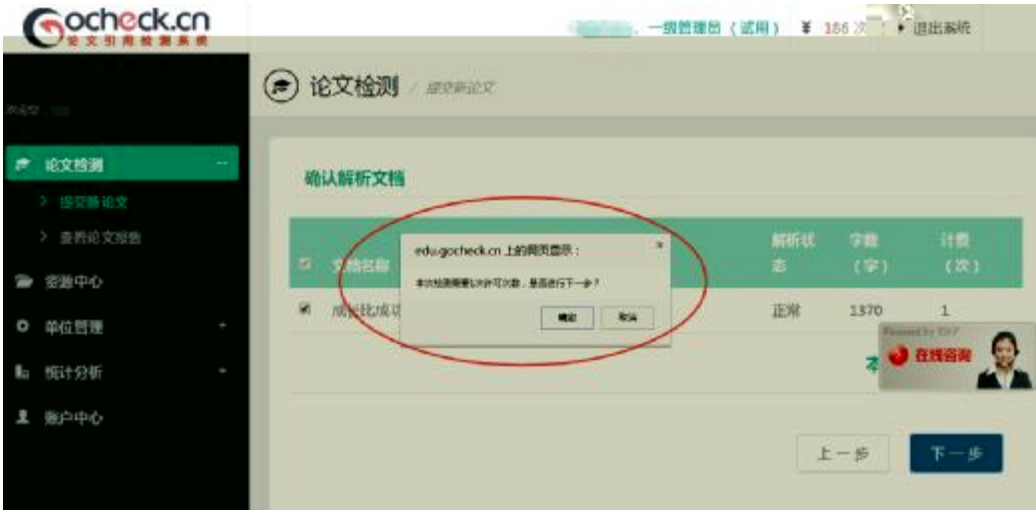 Gocheck.cn
论文引用检测系统
一级管理员（试用） ¥ 166 次 退出系统
论文检测 / 提交新论文
论文检测
提交新论文
查看论文报告
资源中心
单位管理
统计分析
账户中心
确认解析文档
文档名称 解析状态 字数（字） 计费（次）
edu.gocheck.cn 上的网页显示：
本次检测需要1次许可次数，是否进行下一步？
确定 取消
成长比成功 正常 1370 1
在线咨询
上一步 下一步